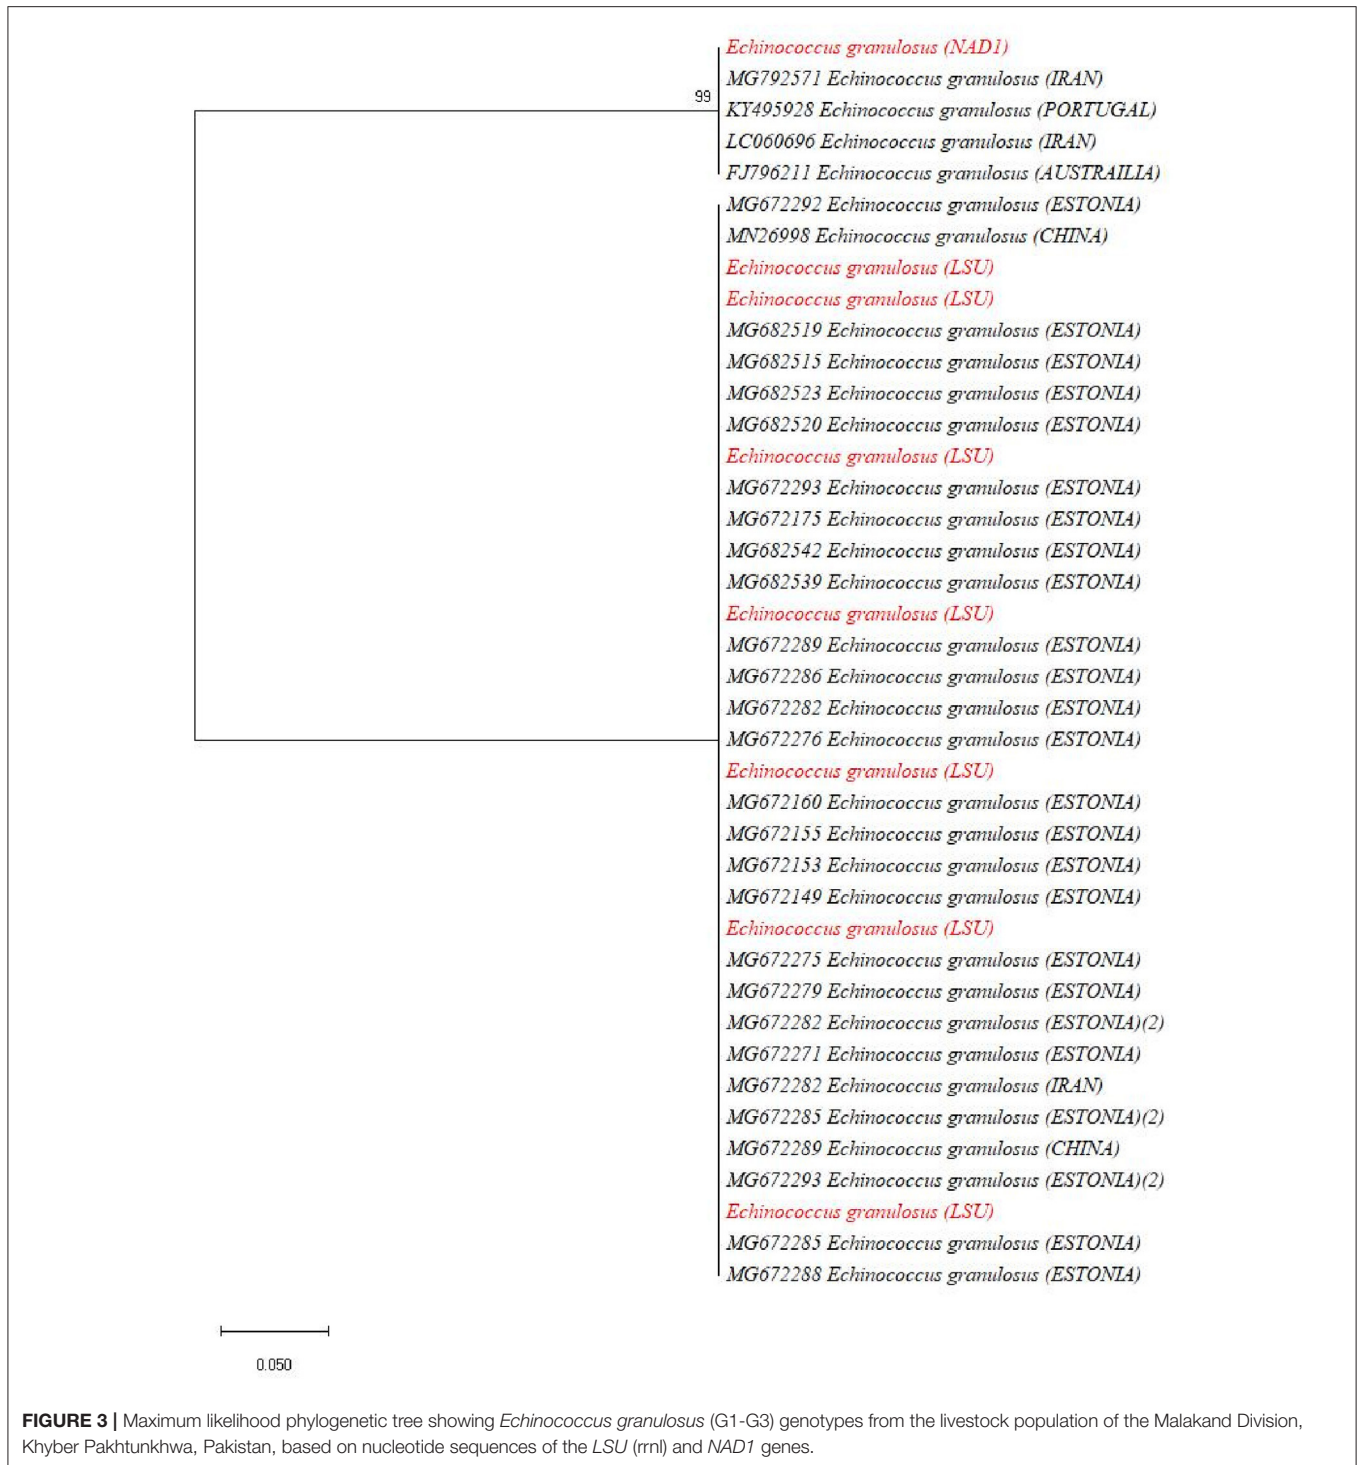 Echinococcus granulosus (NAD1)
MG792571 Echinococcus granulosus (IRAN)
99
KY495928 Echinococcus granulosus (PORTUGAL)
LC060696 Echinococcus granulosus (IRAN)
FJ796211 Echinococcus granulosus (AUSTRAILIA)
MG672292 Echinococcus granulosus (ESTONIA)
MN26998 Echinococcus granulosus (CHINA)
Echinococcus granulosus (LSU)
Echinococcus granulosus (LSU)
MG682519 Echinococcus granulosus (ESTONIA)
MG682515 Echinococcus granulosus (ESTONIA)
MG682523 Echinococcus granulosus (ESTONIA)
MG682520 Echinococcus granulosus (ESTONIA)
Echinococcus granulosus (LSU)
MG672293 Echinococcus granulosus (ESTONIA)
MG672175 Echinococcus granulosus (ESTONIA)
MG682542 Echinococcus granulosus (ESTONIA)
MG682539 Echinococcus granulosus (ESTONIA)
Echinococcus granulosus (LSU)
MG672289 Echinococcus granulosus (ESTONIA)
MG672286 Echinococcus granulosus (ESTONIA)
MG672282 Echinococcus granulosus (ESTONIA)
MG672276 Echinococcus granulosus (ESTONIA)
Echinococcus granulosus (LSU)
MG672160 Echinococcus granulosus (ESTONIA)
MG672155 Echinococcus granulosus (ESTONIA)
MG672153 Echinococcus granulosus (ESTONIA)
MG672149 Echinococcus granulosus (ESTONIA)
Echinococcus granulosus (LSU)
MG672275 Echinococcus granulosus (ESTONIA)
MG672279 Echinococcus granulosus (ESTONIA)
MG672282 Echinococcus granulosus (ESTONIA)(2)
MG672271 Echinococcus granulosus (ESTONIA)
MG672282 Echinococcus granulosus (IRAN)
MG672285 Echinococcus granulosus (ESTONIA)(2)
MG672289 Echinococcus granulosus (CHINA)
MG672293 Echinococcus granulosus (ESTONIA)(2)
Echinococcus granulosus (LSU)
MG672285 Echinococcus granulosus (ESTONIA)
MG672288 Echinococcus granulosus (ESTONIA)
0.050
FIGURE 3 | Maximum likelihood phylogenetic tree showing Echinococcus granulosus (G1-G3) genotypes from the livestock population of the Malakand Division,
Khyber Pakhtunkhwa, Pakistan, based on nucleotide sequences of the LSU (rrnl) and NAD1 genes.